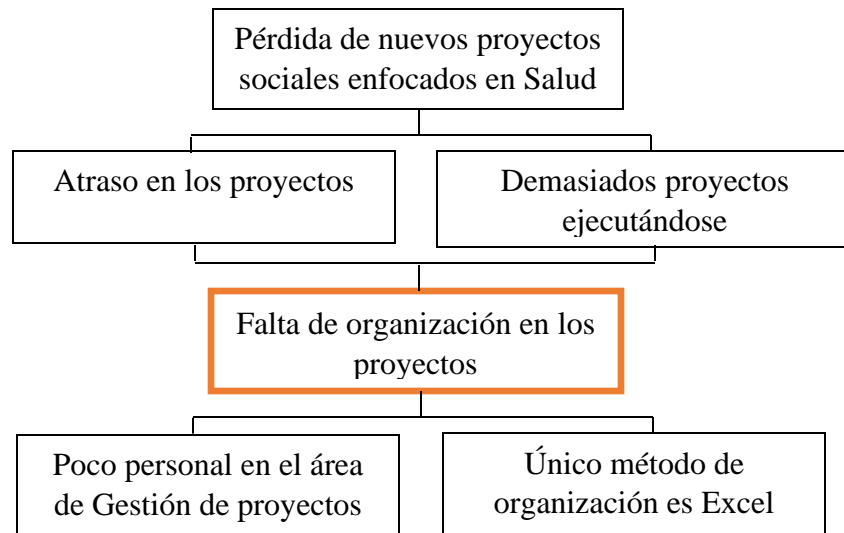 Pérdida de nuevos proyectos
sociales enfocados en Salud
Atraso en los proyectos
Demasiados proyectos
ejecutándose
Falta de organización en los
proyectos
Poco personal en el área
de Gestión de proyectos
Único método de
organización es Excel